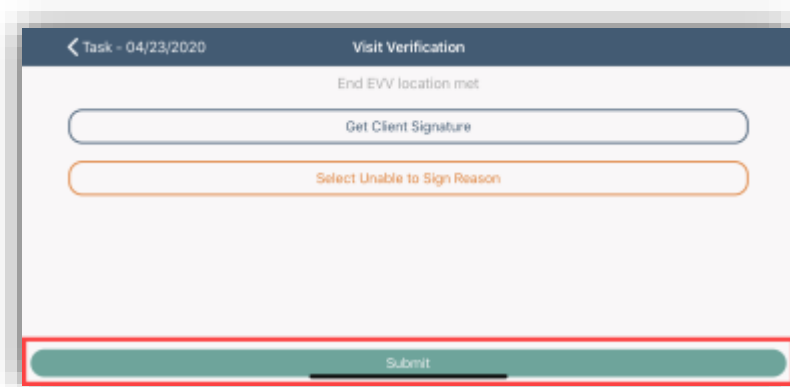 Task - 04/23/2020 Visit Verification
End EVV location met
Get Client Signature
Select Unable to Sign Reason
Submit